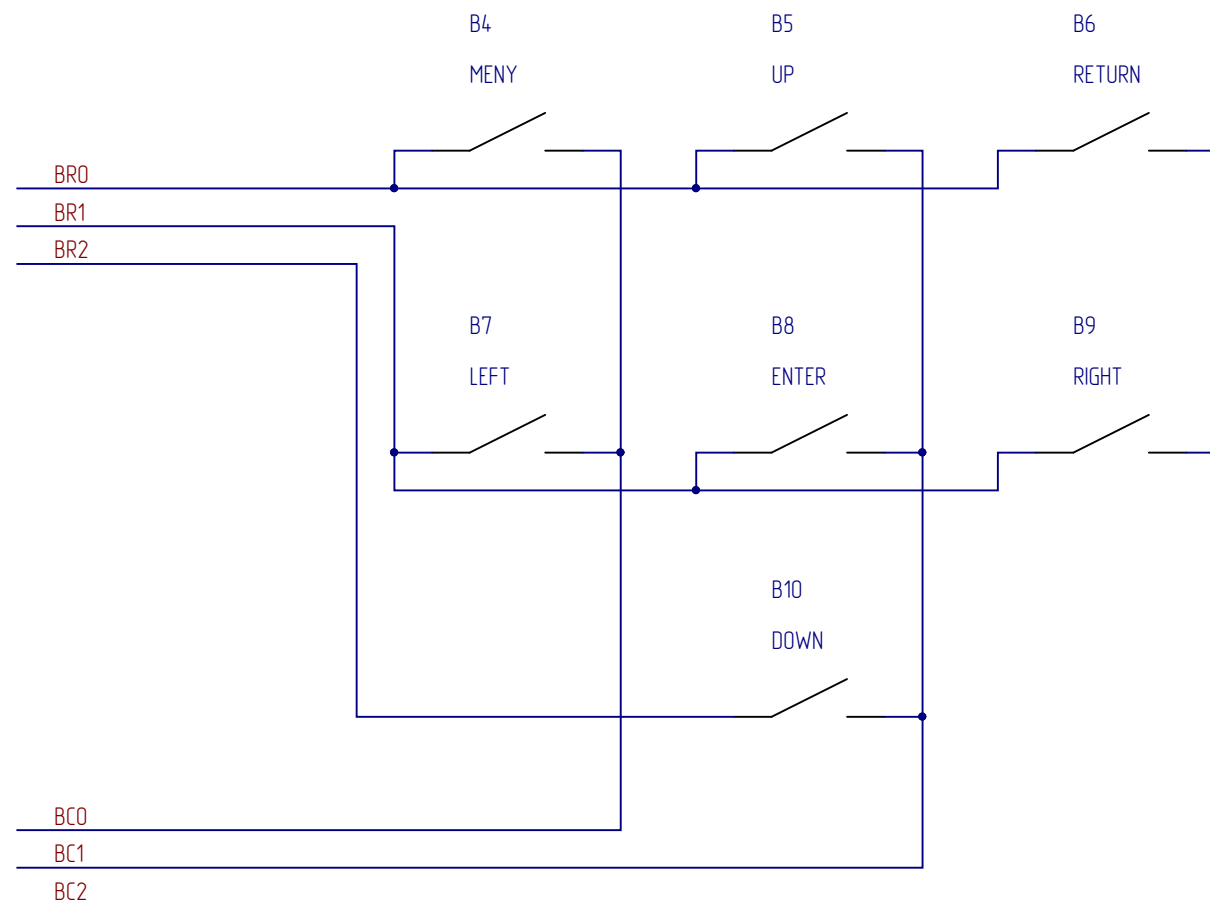 B4
MENY
B5
UP
B6
RETURN
BR0
BR1
BR2
B7
LEFT
B8
ENTER
B9
RIGHT
B10
DOWN
BC0
BC1
BC2